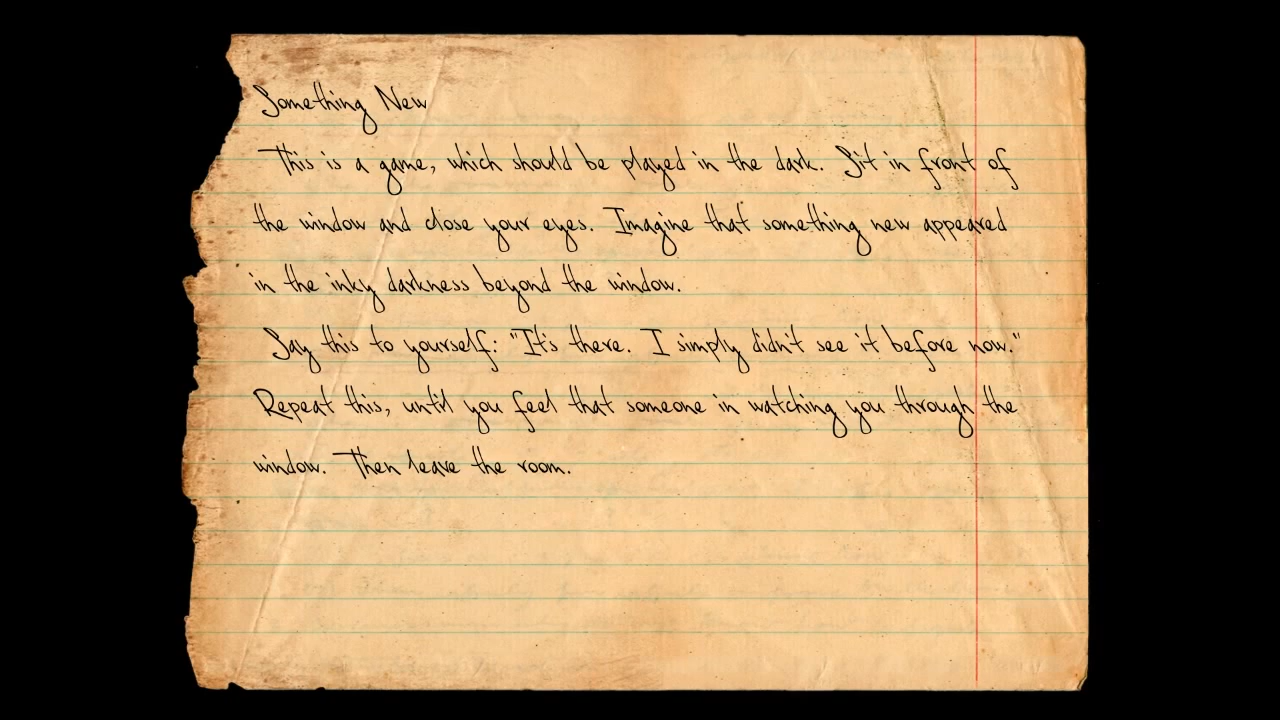 Something New
This is a game, which should be played in the dark. Sit in front of
the window and close your eyes. Imagine that something new appeared
in the inky darkness beyond the window.
Say this to yourself: "It's there. I simply didn't see it before now."
Repeat this, until you feel that someone in watching you through the
window. Then leave the room.